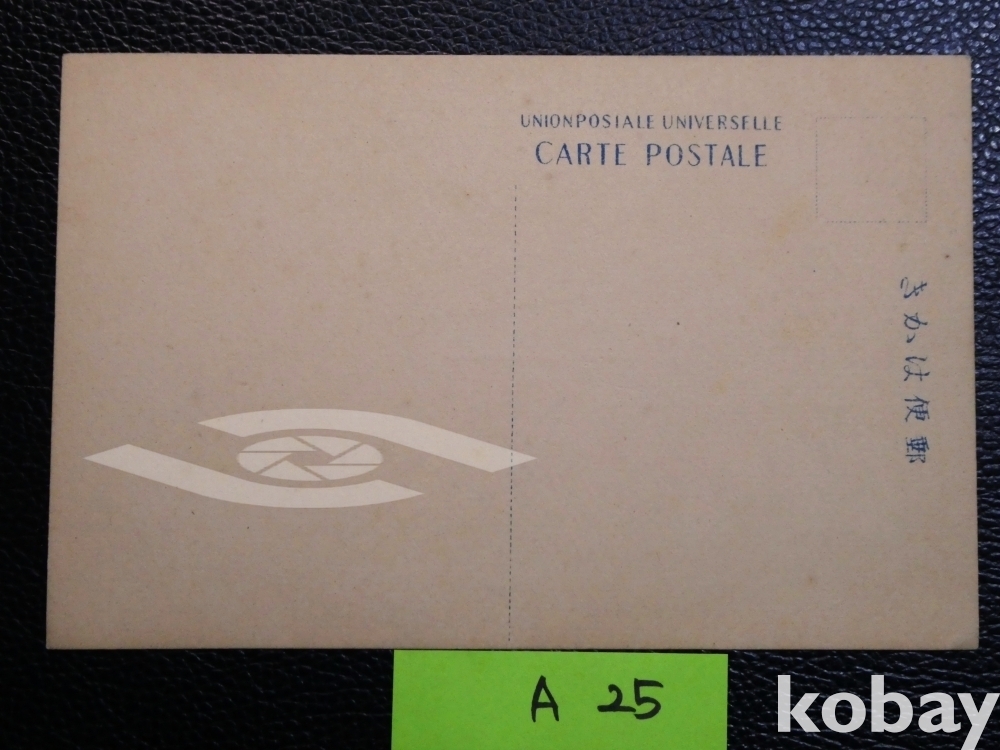 UNIONPOSTALE UNIVERSELLE
CARTE POSTALE
郵便はかき
A 25
kobay